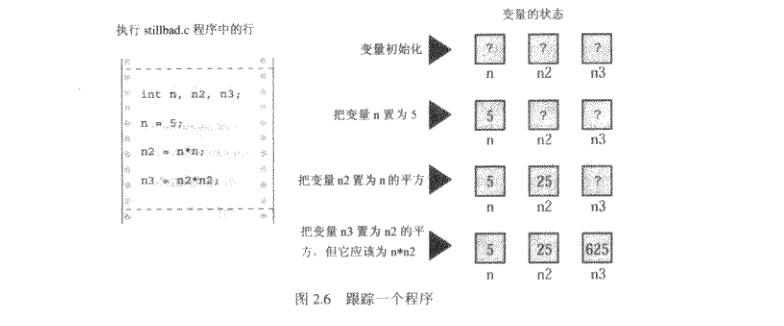 变量的状态
执行 stillbad.c 程序中的行
变量初始化
? ? ?
n n2 n3
int n, n2, n3;
n = 5;
n2 = n*n;
n3 = n2*n2;
把变量 n 置为 5
5 ? ?
n n2 n3
把变量 n2 置为 n 的平方
5 25 ?
n n2 n3
把变量 n3 置为 n2 的平
方，但它应该为 n*n2
5 25 625
n n2 n3
图 2.6 跟踪一个程序